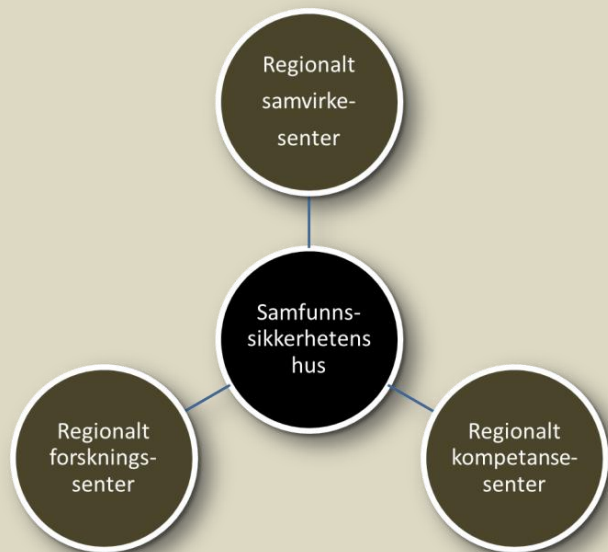 Regionalt
samvirke-
senter
Samfunns-
sikkerhetens
hus
Regionalt
forsknings-
senter
Regionalt
kompetanse-
senter